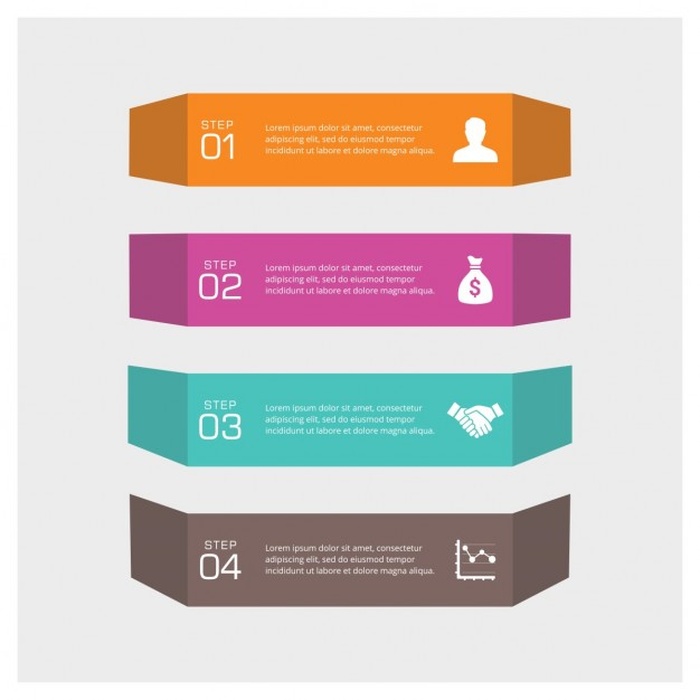 STEP
01
Lorem ipsum dolor sit amet, consectetur
adipiscing elit, sed do eiusmod tempor
incididunt ut labore et dolore magna aliqua.
STEP
02
Lorem ipsum dolor sit amet, consectetur
adipiscing elit, sed do eiusmod tempor
incididunt ut labore et dolore magna aliqua.
$
STEP
03
Lorem ipsum dolor sit amet, consectetur
adipiscing elit, sed do eiusmod tempor
incididunt ut labore et dolore magna aliqua.
STEP
04
Lorem ipsum dolor sit amet, consectetur
adipiscing elit, sed do eiusmod tempor
incididunt ut labore et dolore magna aliqua.